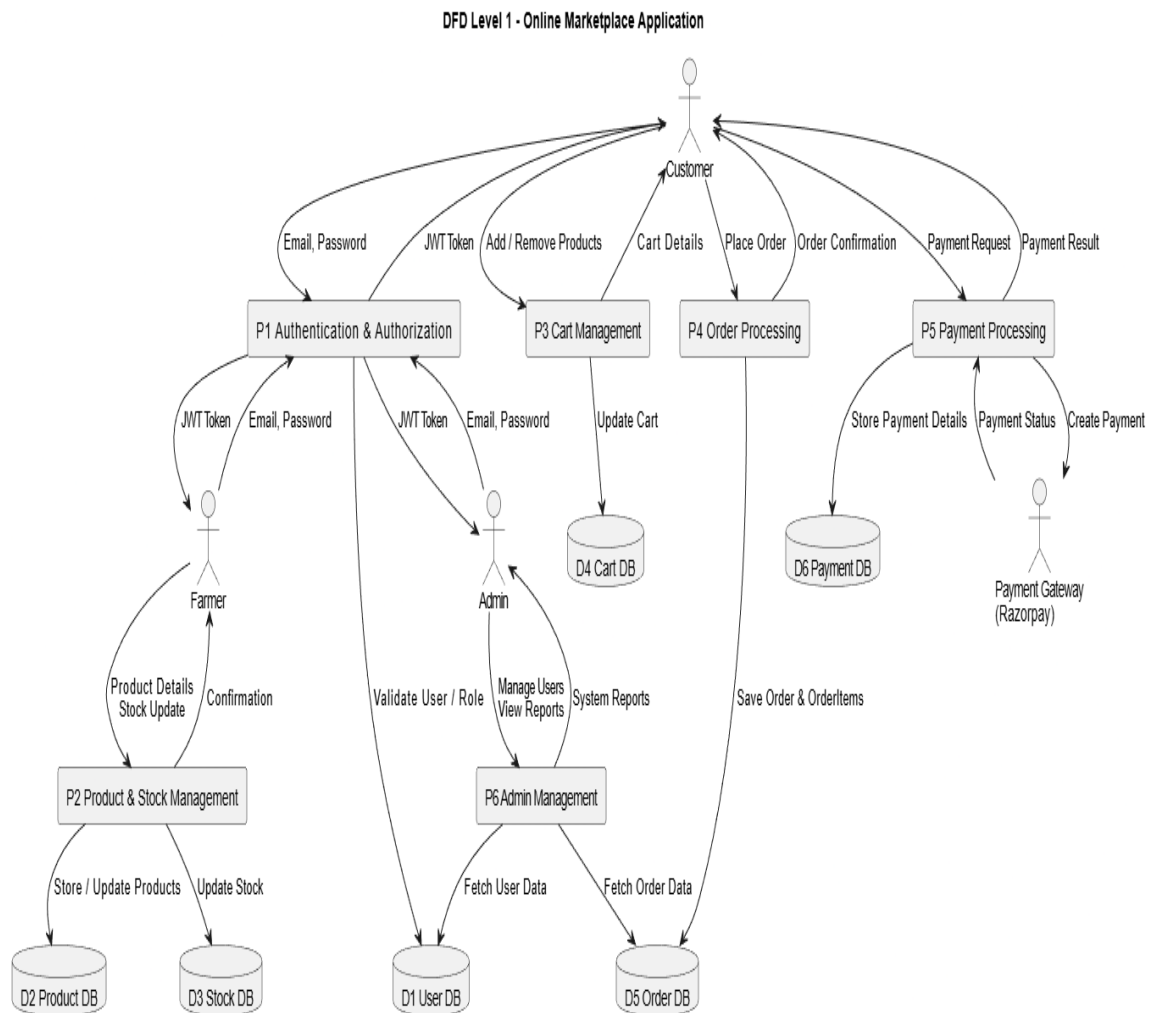 DFD Level 1 - Online Marketplace Application
Customer
Email, Password
JWT Token
Add / Remove Products
Cart Details
Place Order
Order Confirmation
Payment Request
Payment Result
P1 Authentication & Authorization
P3 Cart Management
P4 Order Processing
P5 Payment Processing
JWT Token
Email, Password
JWT Token
Email, Password
Update Cart
Store Payment Details
Payment Status
Create Payment
Farmer
Admin
D4 Cart DB
D6 Payment DB
Payment Gateway
(Razorpay)
Product Details
Stock Update
Confirmation
Validate User / Role
Manage Users
View Reports
System Reports
Save Order & OrderItems
P2 Product & Stock Management
P6 Admin Management
Store / Update Products
Update Stock
Fetch User Data
Fetch Order Data
D2 Product DB
D3 Stock DB
D1 User DB
D5 Order DB